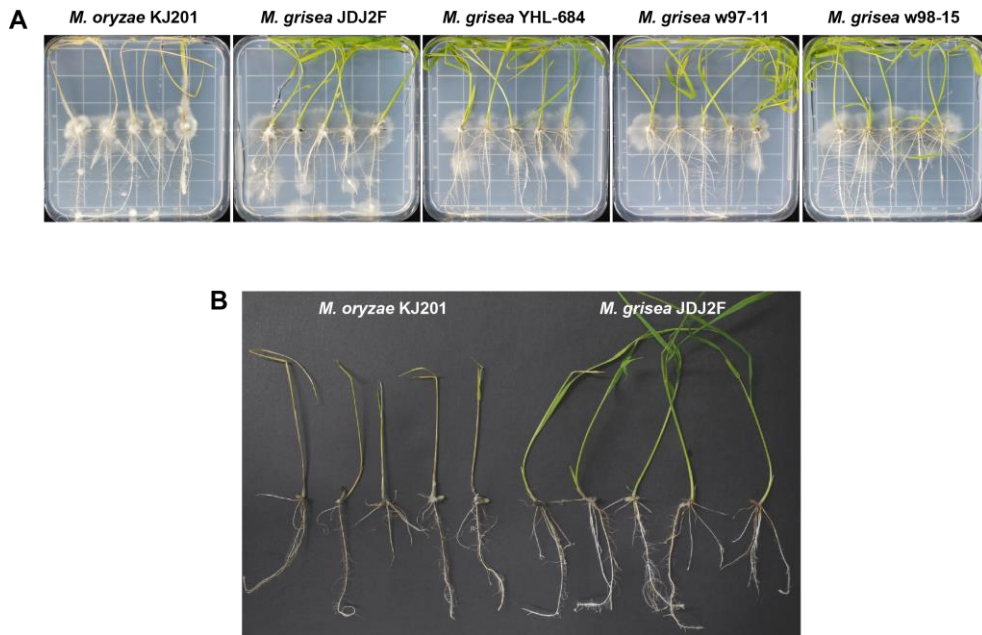 A
M. oryzae KJ201
M. grisea JDJ2F
M. grisea YHL-684
M. grisea w97-11
M. grisea w98-15
B
M. oryzae KJ201
M. grisea JDJ2F